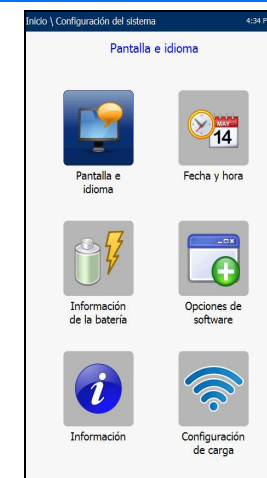 Inicio \ Configuración del sistema 4:34 P
Pantalla e idioma
MAY
14
Pantalla e
idioma
Fecha y hora
Información
de la batería
Opciones de
software
i
Información
Configuración
de carga